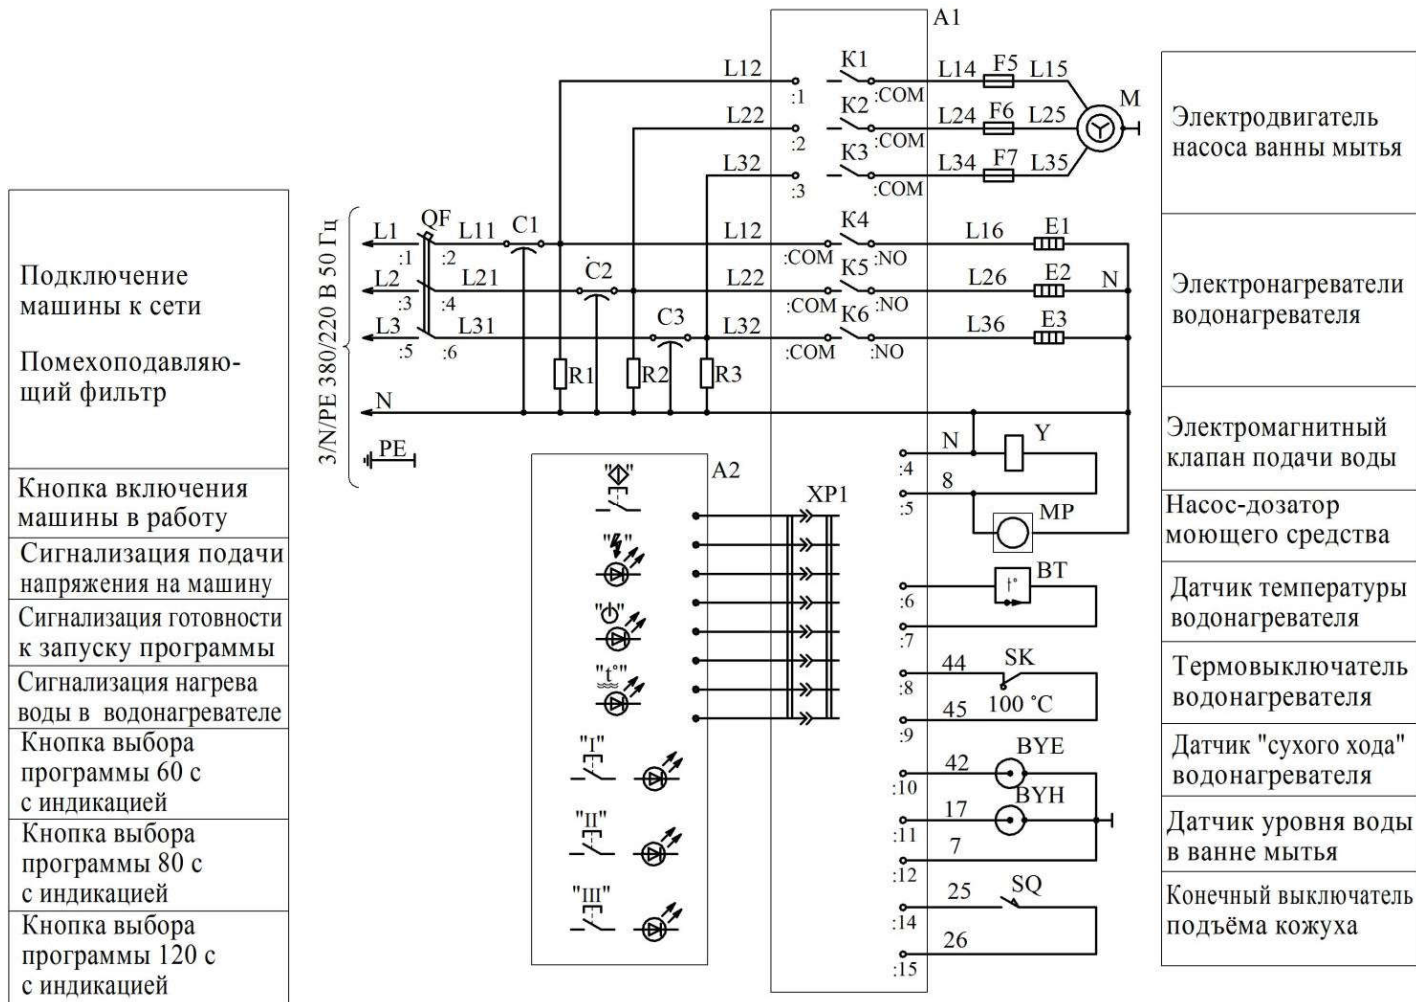 Подключение
машины к сети
Помехоподавляю-
щий фильтр
Кнопка включения
машины в работу
Сигнализация подачи
напряжения на машину
Сигнализация готовности
к запуску программы
Сигнализация нагрева
воды в водонагревателе
Кнопка выбора
программы 60 с
с индикацией
Кнопка выбора
программы 80 с
с индикацией
Кнопка выбора
программы 120 с
с индикацией
3/N/PE 380/220 В 50 Гц
L1 QF L11 C1
:1 :2
L2 L21 C2
:3 :4
L3 L31 C3
:5 :6
R1 R2 R3
N
PE
A1
L12 K1 L14 F5 L15
:1 :COM
L22 K2 L24 F6 L25 M
:2 :COM
L32 K3 L34 F7 L35
:3 :COM
L12 K4 L16 E1
:COM :NO
L22 K5 L26 E2 N
:COM :NO
L32 K6 L36 E3
:COM :NO
A2
"I"
"II"
"III"
"t°"
XP1
N Y
:4
8
:5 MP
BT
t°
:6
:7
44 SK
:8 100 °C
45
:9
42 BYE
:10
17 BYH
:11
7
:12
25 SQ
:14
26
:15
Электродвигатель
насоса ванны мытья
Электронагреватели
водонагревателя
Электромагнитный
клапан подачи воды
Насос-дозатор
моющего средства
Датчик температуры
водонагревателя
Термовыключатель
водонагревателя
Датчик "сухого хода"
водонагревателя
Датчик уровня воды
в ванне мытья
Конечный выключатель
подъёма кожуха